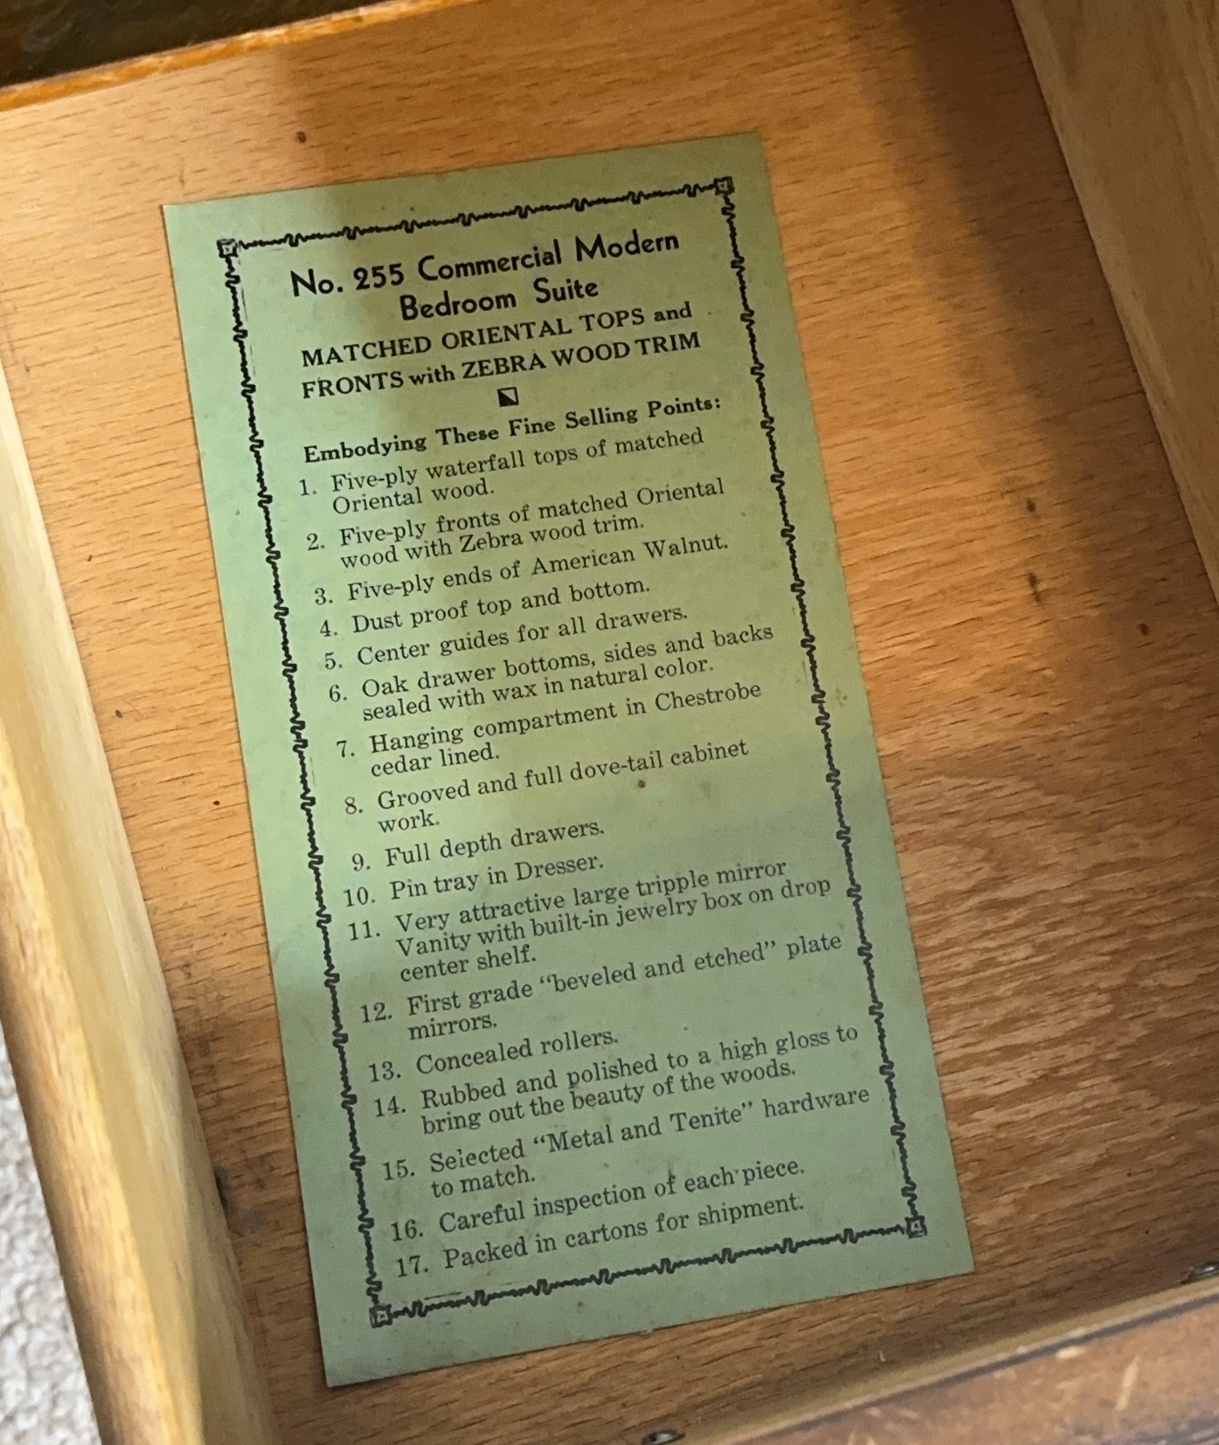 No. 255 Commercial Modern
Bedroom Suite
MATCHED ORIENTAL TOPS and
FRONTS with ZEBRA WOOD TRIM
Embodying These Fine Selling Points:
1. Five-ply waterfall tops of matched
Oriental wood.
2. Five-ply fronts of matched Oriental
wood with Zebra wood trim.
3. Five-ply ends of American Walnut.
4. Dust proof top and bottom.
5. Center guides for all drawers.
6. Oak drawer bottoms, sides and backs
sealed with wax in natural color.
7. Hanging compartment in Chestrobe
cedar lined.
8. Grooved and full dove-tail cabinet
work.
9. Full depth drawers.
10. Pin tray in Dresser.
11. Very attractive large tripple mirror
Vanity with built-in jewelry box on drop
center shelf.
12. First grade “beveled and etched” plate
mirrors.
13. Concealed rollers.
14. Rubbed and polished to a high gloss to
bring out the beauty of the woods.
15. Selected “Metal and Tenite” hardware
to match.
16. Careful inspection of each piece.
17. Packed in cartons for shipment.